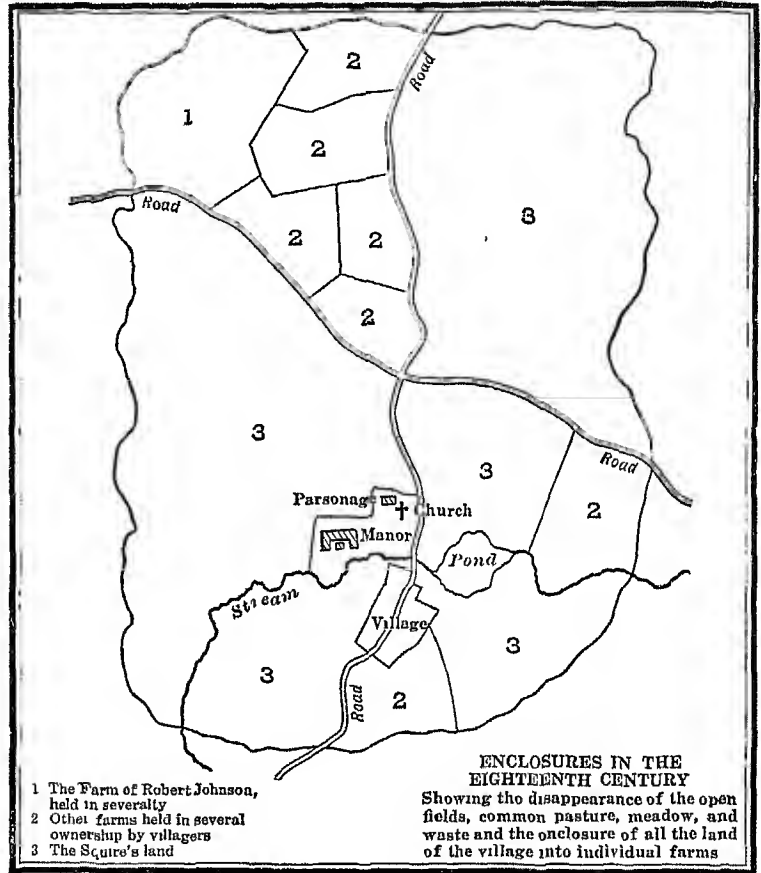 2
Road
1
2
Road
3
2
2
2
3
3
Road
2
Parsonag
Church
Manor
Pond
Stream
Village
3
3
Road
2
ENCLOSURES IN THE
EIGHTEENTH CENTURY
Showing tho disappearance of the open
fields, common pasture, meadow, and
waste and the onclosure of all the land
of the village into individual farms
1 The Farm of Robert Johnson,
held in severalty
2 Other farms held in several
ownership by villagers
3 The Squire's land